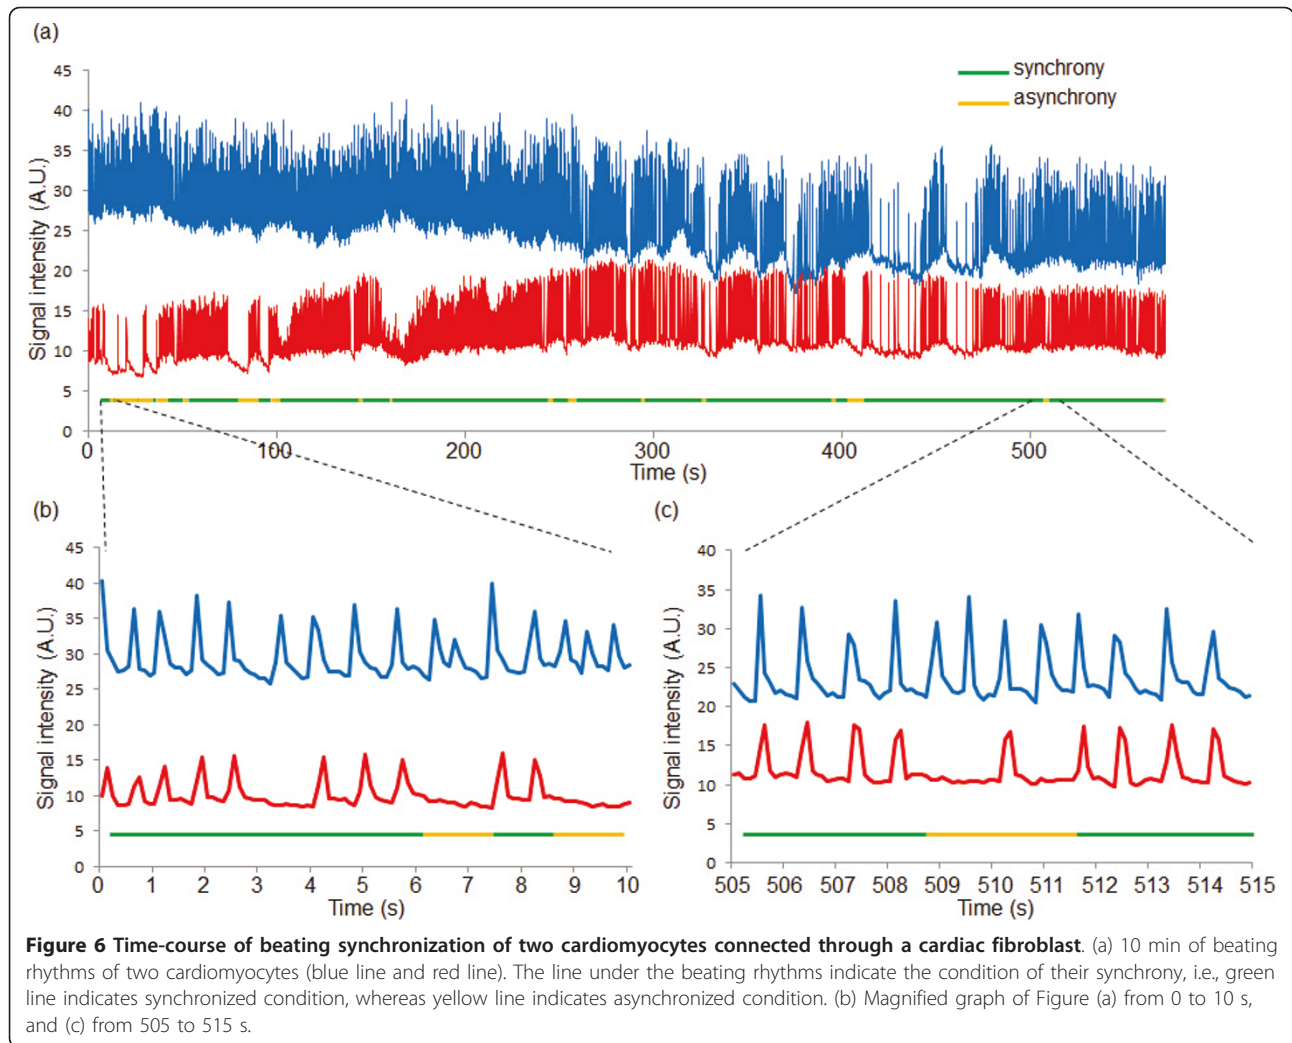 (a)
synchrony
asynchrony
Signal intensity (A.U.)
45
40
35
30
25
20
15
10
5
0
0 100 200 300 400 500
Time (s)
(b)
Signal intensity (A.U.)
45
40
35
30
25
20
15
10
5
0
0 1 2 3 4 5 6 7 8 9 10
Time (s)
(c)
Signal intensity (A.U.)
40
35
30
25
20
15
10
5
0
505 506 507 508 509 510 511 512 513 514 515
Time (s)
Figure 6 Time-course of beating synchronization of two cardiomyocytes connected through a cardiac fibroblast. (a) 10 min of beating
rhythms of two cardiomyocytes (blue line and red line). The line under the beating rhythms indicate the condition of their synchrony, i.e., green
line indicates synchronized condition, whereas yellow line indicates asynchronized condition. (b) Magnified graph of Figure (a) from 0 to 10 s,
and (c) from 505 to 515 s.